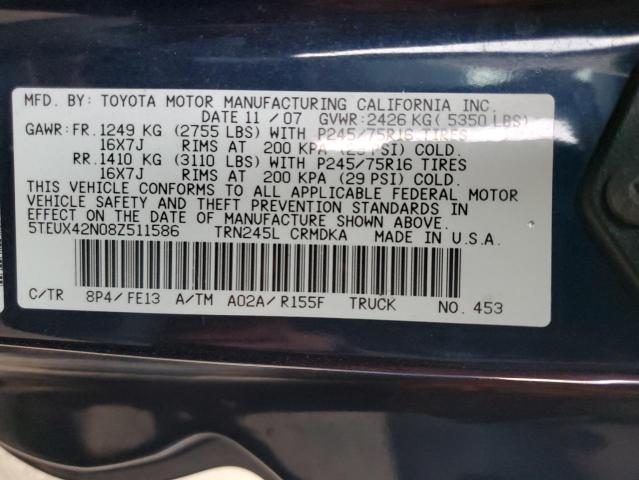 MFD. BY: TOYOTA MOTOR MANUFACTURING CALIFORNIA INC.
DATE 11 / 07 GVWR: 2426 KG ( 5350 LBS)
GAWR: FR. 1249 KG (2755 LBS) WITH P245/75R16 TIRES
16X7J RIMS AT 200 KPA (29 PSI) COLD.
RR. 1410 KG (3110 LBS) WITH P245/75R16 TIRES
16X7J RIMS AT 200 KPA (29 PSI) COLD.
THIS VEHICLE CONFORMS TO ALL APPLICABLE FEDERAL MOTOR
VEHICLE SAFETY AND THEFT PREVENTION STANDARDS IN
EFFECT ON THE DATE OF MANUFACTURE SHOWN ABOVE.
5TEUX42N08Z511586 TRN245L CRMDKA MADE IN U.S.A.
C/TR 8P4/ FE13 A/TM A02A/ R155F TRUCK NO. 453